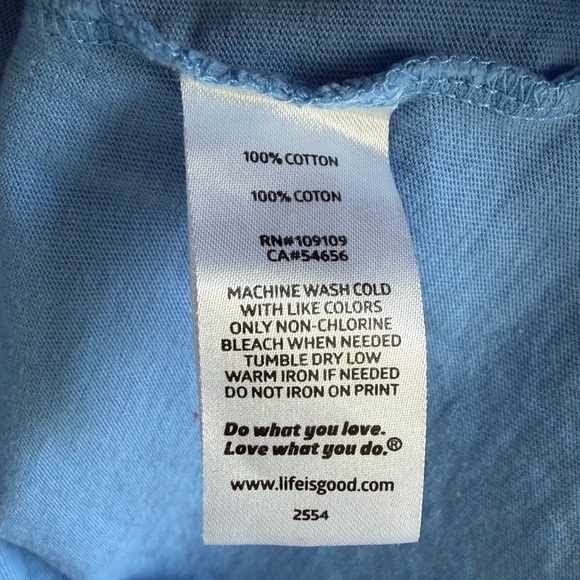 100% COTTON
100% COTON
RN#109109
CA#54656
MACHINE WASH COLD
WITH LIKE COLORS
ONLY NON-CHLORINE
BLEACH WHEN NEEDED
TUMBLE DRY LOW
WARM IRON IF NEEDED
DO NOT IRON ON PRINT
Do what you love.
Love what you do.®
www.lifeisgood.com
2554